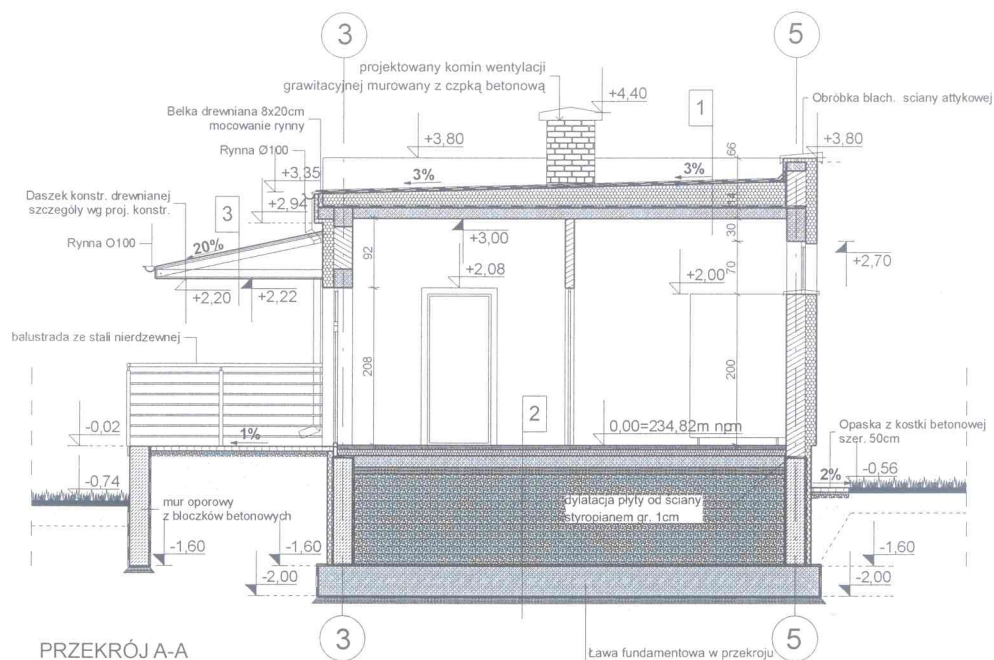 3
5
projektowany komin wentylacji
grawitacyjnej murowany z czpką betonową
+4,40
Belka drewniana 8x20cm
mocowanie rynny
1
Obróbka blach. sciany attykowej
+3,80
+3,80
66
Rynna Ø100
3%
3%
+3,35
Daszek konstr. drewnianej
szczegóły wg proj. konstr.
3
+2,94
14
30
Rynna O100
20%
+3,00
92
+2,70
+2,08
+2,00
70
+2,20
+2,22
balustrada ze stali nierdzewnej
208
200
2
0,00=234,82m npm
Opaska z kostki betonowej
szer. 50cm
-0,02
1%
2%
-0,56
-0,74
mur oporowy
z bloczków betonowych
dylatacja płyty od ściany
styropianem gr. 1cm
-1,60
-1,60
-1,60
-2,00
-2,00
3
5
PRZEKRÓJ A-A
Ława fundamentowa w przekroju